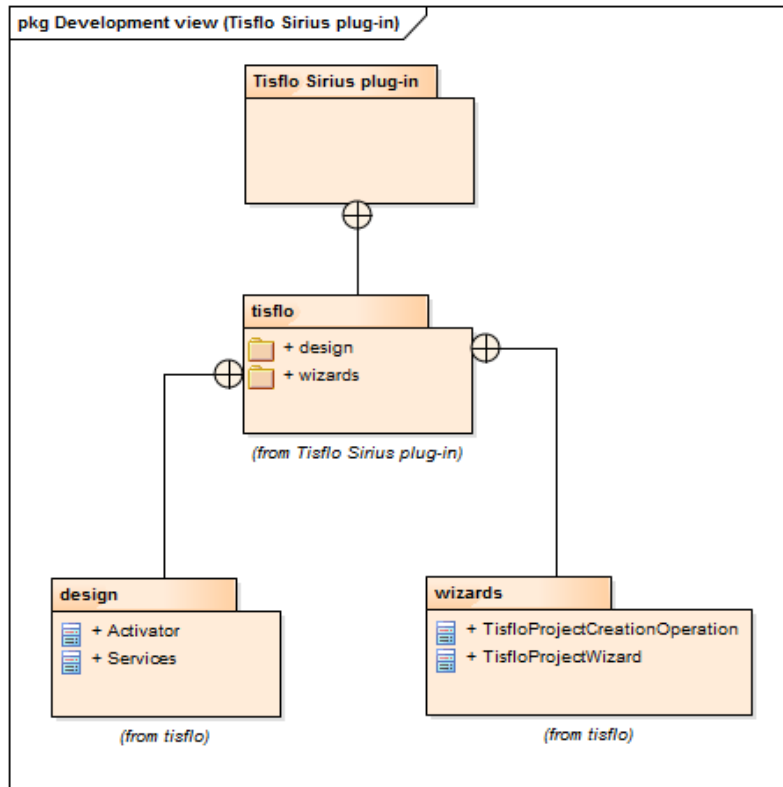 pkg Development view (Tisflo Sirius plug-in)
Tisflo Sirius plug-in
tisflo
+ design
+ wizards
(from Tisflo Sirius plug-in)
design
+ Activator
+ Services
(from tisflo)
wizards
+ TisfloProjectCreationOperation
+ TisfloProjectWizard
(from tisflo)